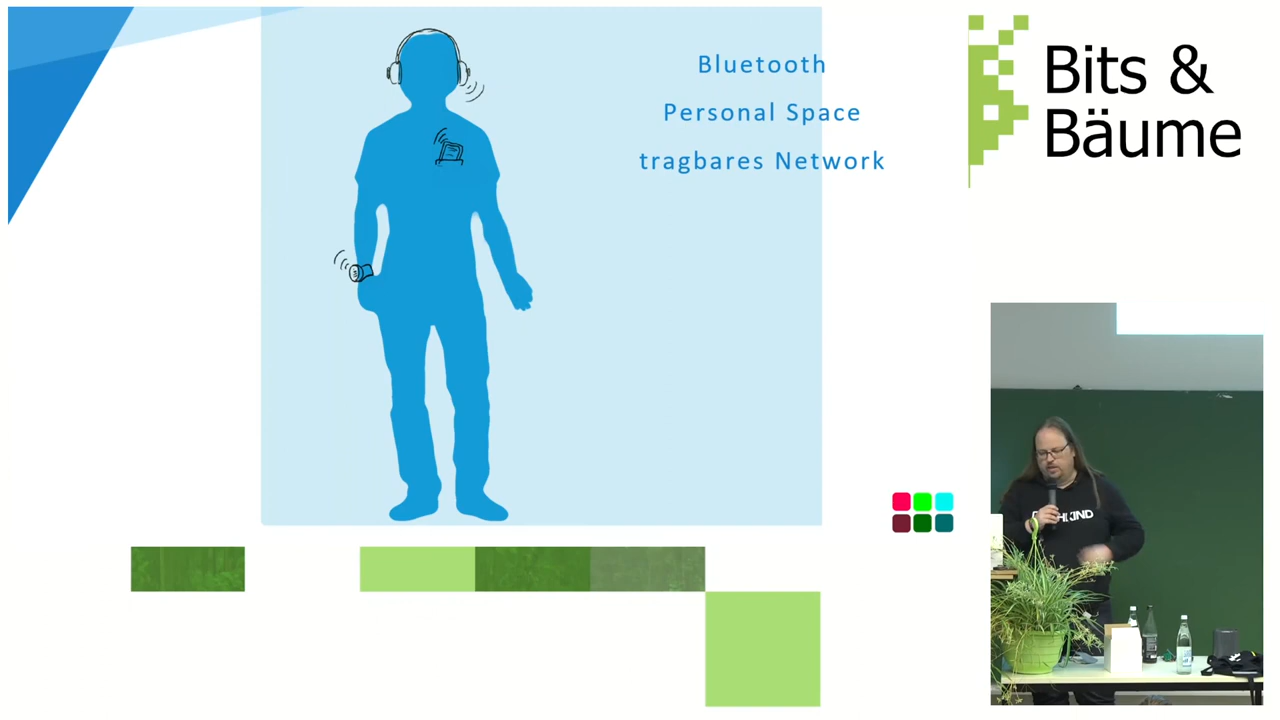 Bluetooth
Personal Space
tragbares Network
Bits &
Bäume